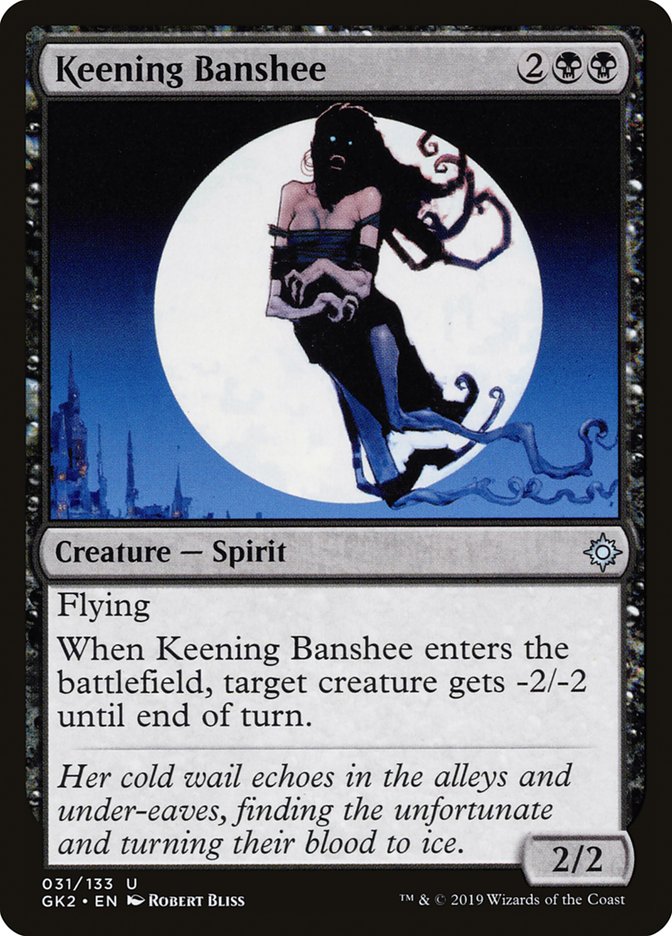 Keening Banshee 2
Creature — Spirit
Flying
When Keening Banshee enters the
battlefield, target creature gets -2/-2
until end of turn.
Her cold wail echoes in the alleys and
under-eaves, finding the unfortunate
and turning their blood to ice.
2/2
031/133 U
GK2 • EN Robert Bliss
™ & © 2019 Wizards of the Coast